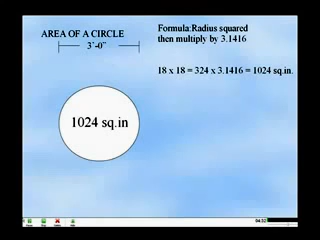 AREA OF A CIRCLE
3'-0"
Formula:Radius squared
then multiply by 3.1416
18 x 18 = 324 x 3.1416 = 1024 sq.in.
1024 sq.in